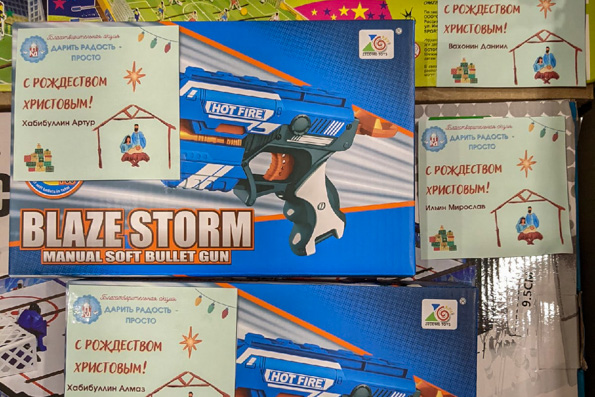 Благотворительная акция
ДАРИТЬ РАДОСТЬ -
ПРОСТО
С РОЖДЕСТВОМ
ХРИСТОВЫМ!
Хабибуллин Артур
HOT FIRE
BLAZE STORM
MANUAL SOFT BULLET GUN
С РОЖДЕСТВОМ
ХРИСТОВЫМ!
Вахонин Даниил
Благотворительная акция
ДАРИТЬ РАДОСТЬ -
ПРОСТО
С РОЖДЕСТВОМ
ХРИСТОВЫМ!
Ильин Мирослав
9.5CM
Благотворительная акция
ДАРИТЬ РАДОСТЬ -
ПРОСТО
С РОЖДЕСТВОМ
ХРИСТОВЫМ!
Хабибуллин Алмаз
HOT FIRE